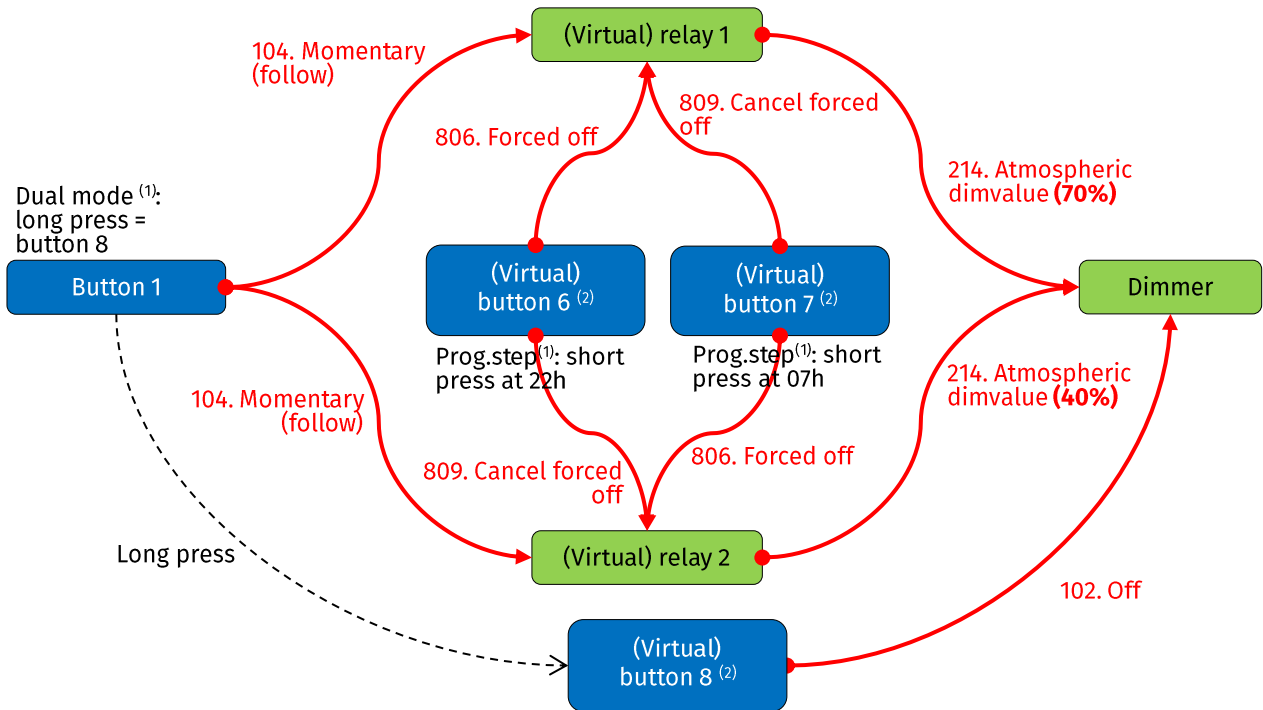 (Virtual) relay 1
104. Momentary
(follow)
809. Cancel forced
off
806. Forced off
214. Atmospheric
dimvalue (70%)
Dual mode (1):
long press =
button 8
Button 1
(Virtual)
button 6 (2)
(Virtual)
button 7 (2)
Dimmer
Prog.step(1): short
press at 22h
Prog.step(1): short
press at 07h
104. Momentary
(follow)
214. Atmospheric
dimvalue (40%)
809. Cancel forced
off
806. Forced off
Long press
(Virtual) relay 2
102. Off
(Virtual)
button 8 (2)